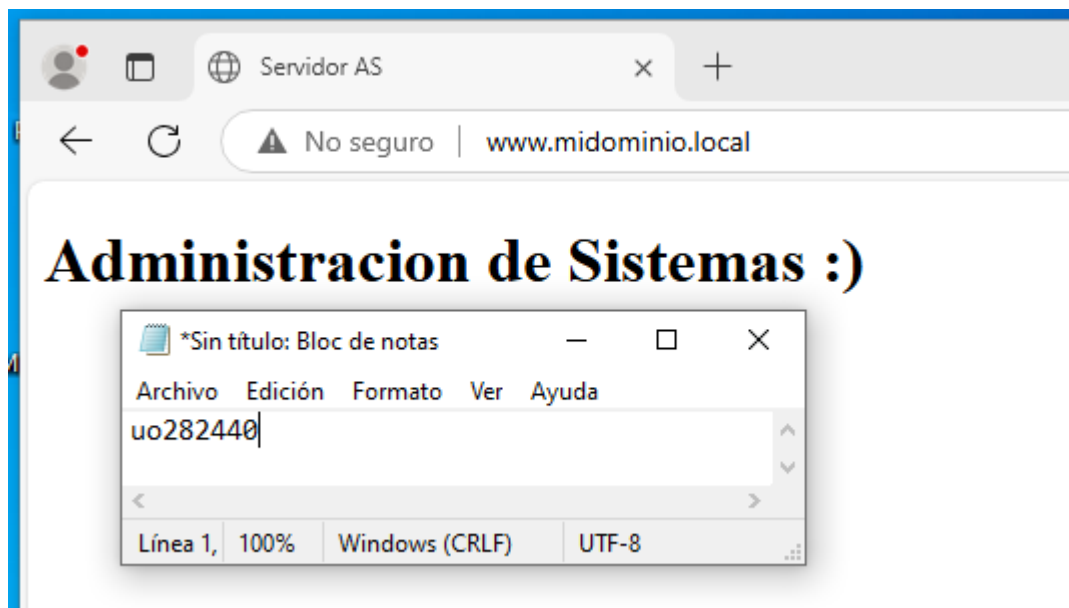 Servidor AS
No seguro | www.midominio.local
Administracion de Sistemas :)
*Sin título: Bloc de notas
Archivo Edición Formato Ver Ayuda
uo282440
Línea 1, 100% Windows (CRLF) UTF-8